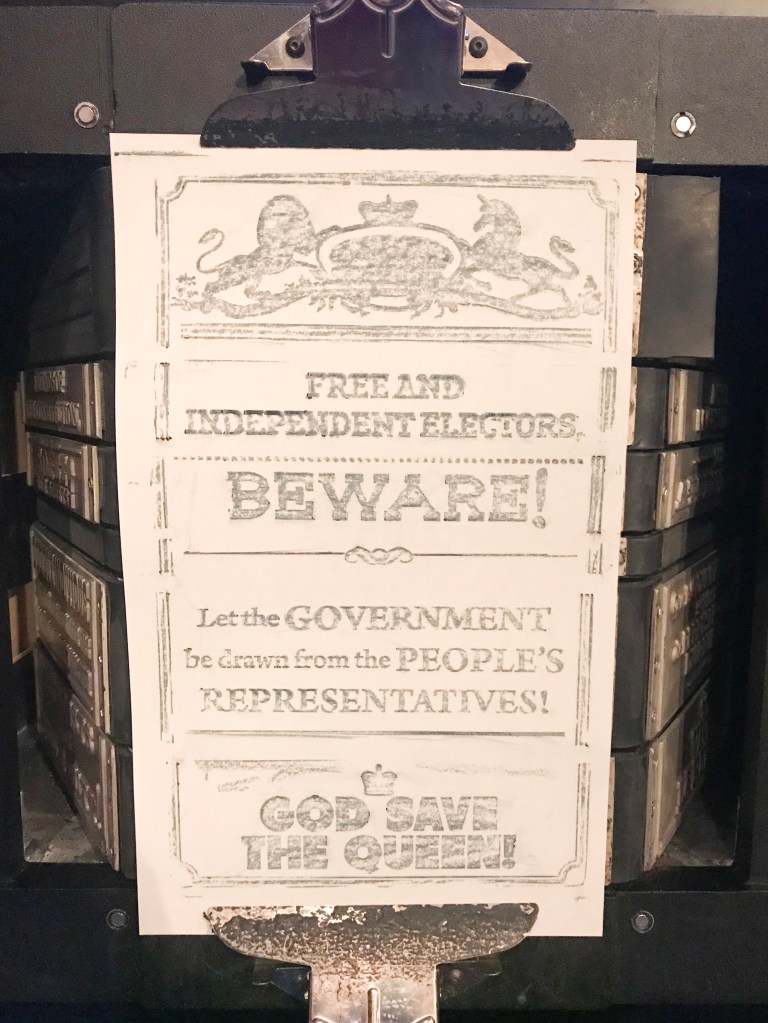 FREE AND
INDEPENDENT ELECTORS,
BEWARE!
Let the GOVERNMENT
be drawn from the PEOPLE'S
REPRESENTATIVES!
GOD SAVE
THE QUEEN!